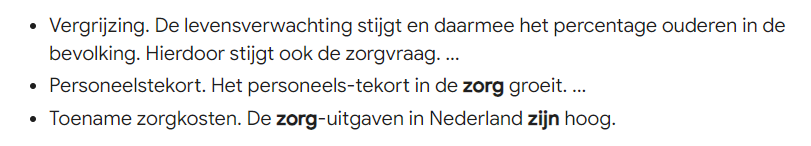 • Vergrijzing. De levensverwachting stijgt en daarmee het percentage ouderen in de
bevolking. Hierdoor stijgt ook de zorgvraag. ...
• Personeelstekort. Het personeels-tekort in de zorg groeit. ...
• Toename zorgkosten. De zorg-uitgaven in Nederland zijn hoog.